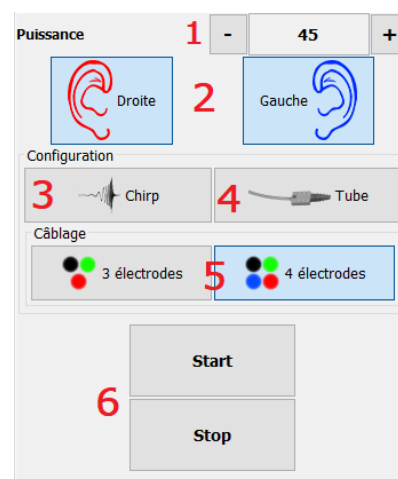 Puissance 1 - 45 +
Droite 2 Gauche
Configuration
3 Chirp 4 Tube
Câblage
3 électrodes 5 4 électrodes
Start
6
Stop